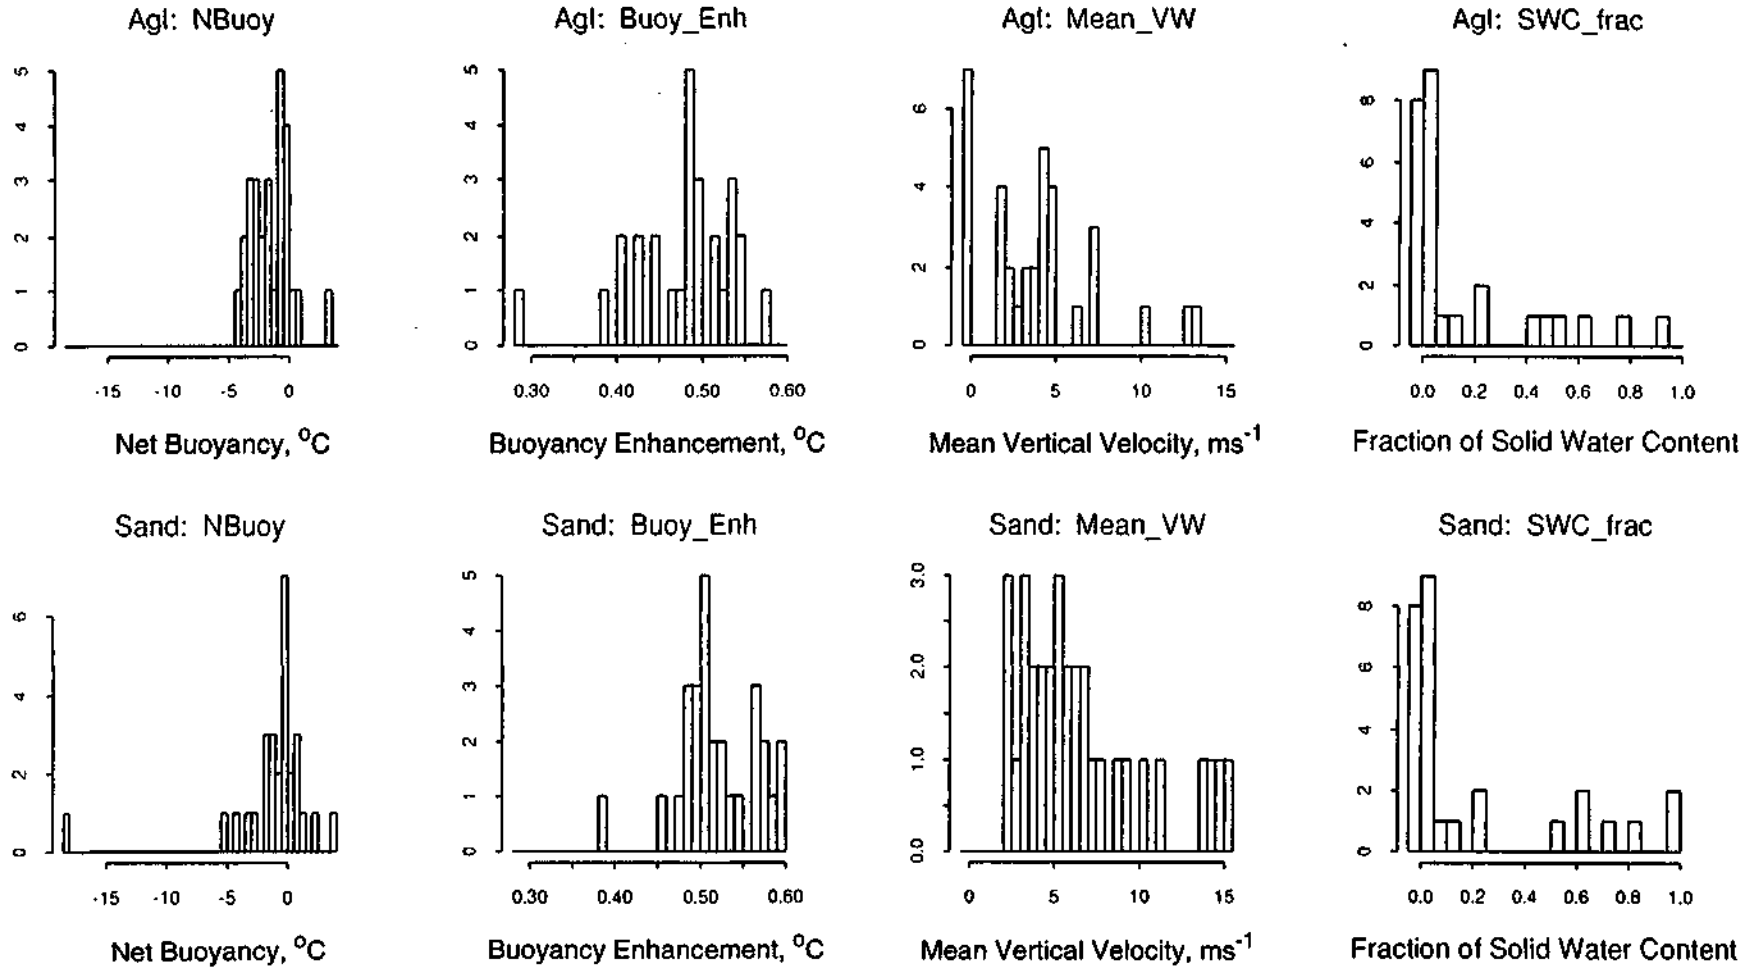 AgI: NBuoy AgI: Buoy_Enh AgI: Mean_VW AgI: SWC_frac
5 4 3 2 1 0
5 4 3 2 1 0
6 4 2 0
8 6 4 2 0
-15 -10 -5 0
0.30 0.40 0.50 0.60
0 5 10 15
0.0 0.2 0.4 0.6 0.8 1.0
Net Buoyancy, °C Buoyancy Enhancement, °C Mean Vertical Velocity, ms⁻¹ Fraction of Solid Water Content
Sand: NBuoy Sand: Buoy_Enh Sand: Mean_VW Sand: SWC_frac
6 4 2 0
5 4 3 2 1 0
3.0 2.0 1.0 0.0
8 6 4 2 0
-15 -10 -5 0
0.30 0.40 0.50 0.60
0 5 10 15
0.0 0.2 0.4 0.6 0.8 1.0
Net Buoyancy, °C Buoyancy Enhancement, °C Mean Vertical Velocity, ms⁻¹ Fraction of Solid Water Content